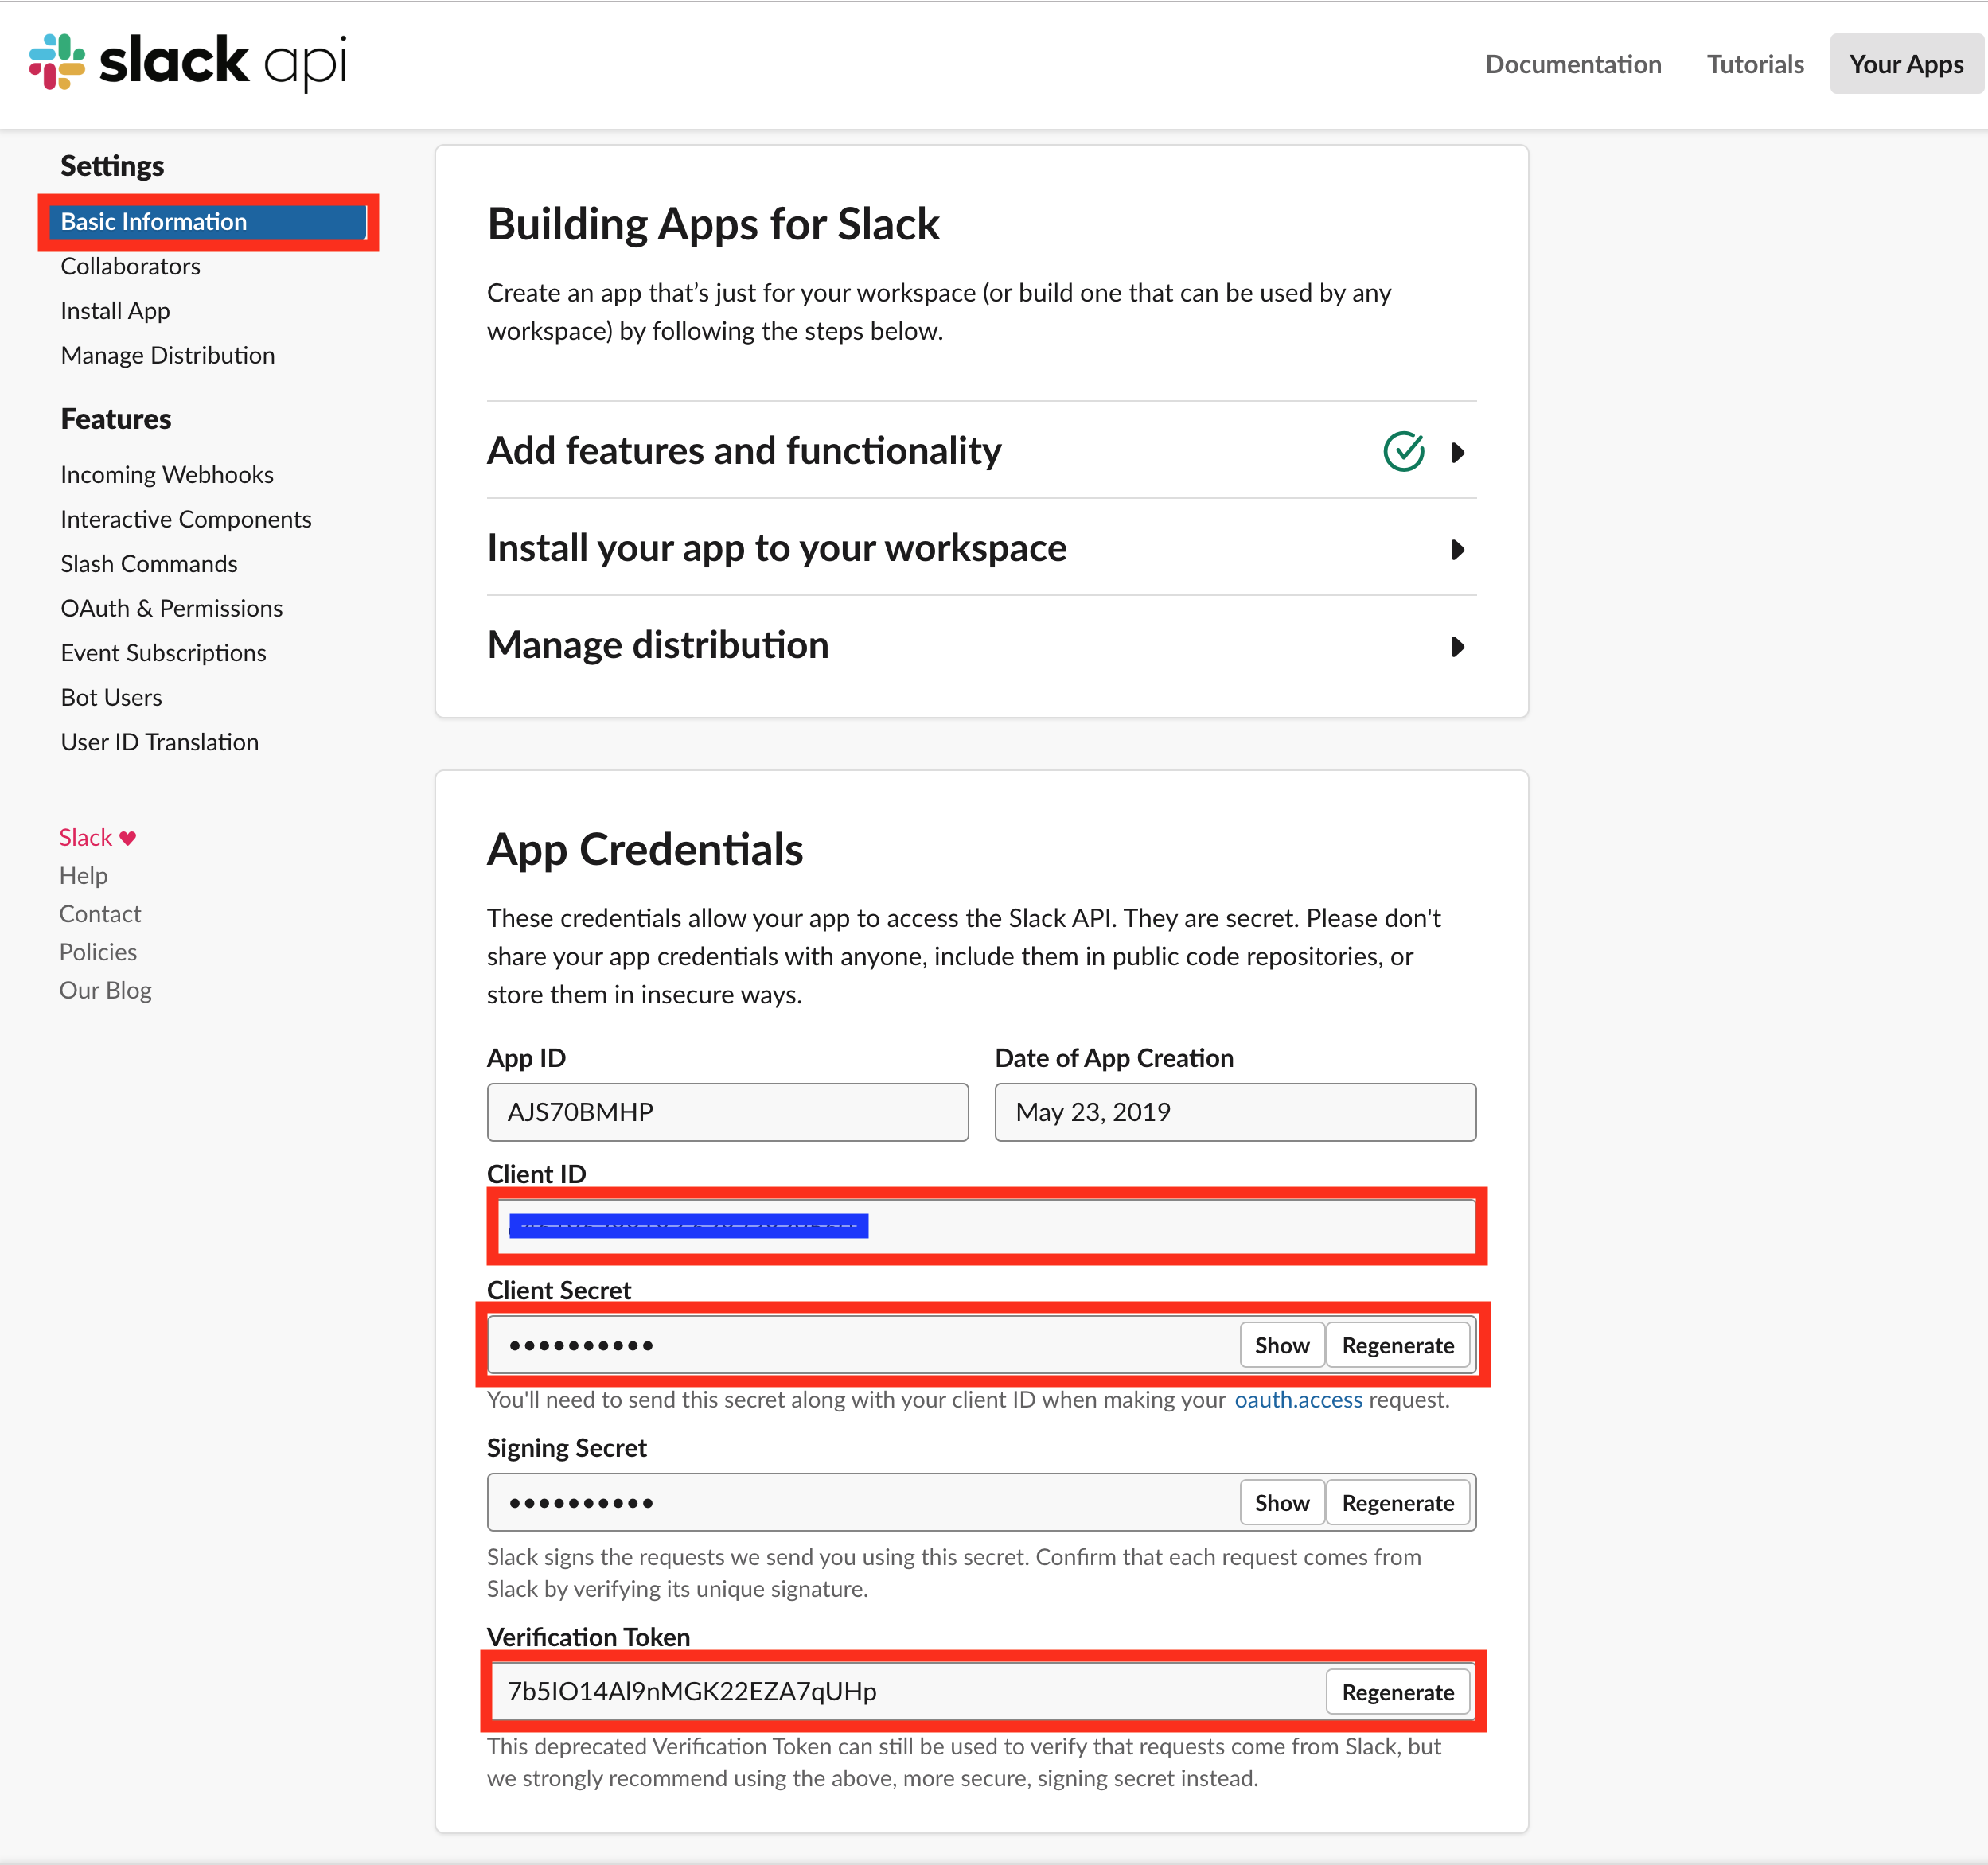 slack api
Documentation Tutorials Your Apps
Settings
Basic Information
Collaborators
Install App
Manage Distribution
Features
Incoming Webhooks
Interactive Components
Slash Commands
OAuth & Permissions
Event Subscriptions
Bot Users
User ID Translation
Slack ♥
Help
Contact
Policies
Our Blog
Building Apps for Slack
Create an app that’s just for your workspace (or build one that can be used by any
workspace) by following the steps below.
Add features and functionality
Install your app to your workspace
Manage distribution
App Credentials
These credentials allow your app to access the Slack API. They are secret. Please don't
share your app credentials with anyone, include them in public code repositories, or
store them in insecure ways.
App ID Date of App Creation
AJS70BMHP May 23, 2019
Client ID
Client Secret
•••••••••• Show Regenerate
You'll need to send this secret along with your client ID when making your oauth.access request.
Signing Secret
•••••••••• Show Regenerate
Slack signs the requests we send you using this secret. Confirm that each request comes from
Slack by verifying its unique signature.
Verification Token
7b5IO14Al9nMGK22EZA7qUHp Regenerate
This deprecated Verification Token can still be used to verify that requests come from Slack, but
we strongly recommend using the above, more secure, signing secret instead.